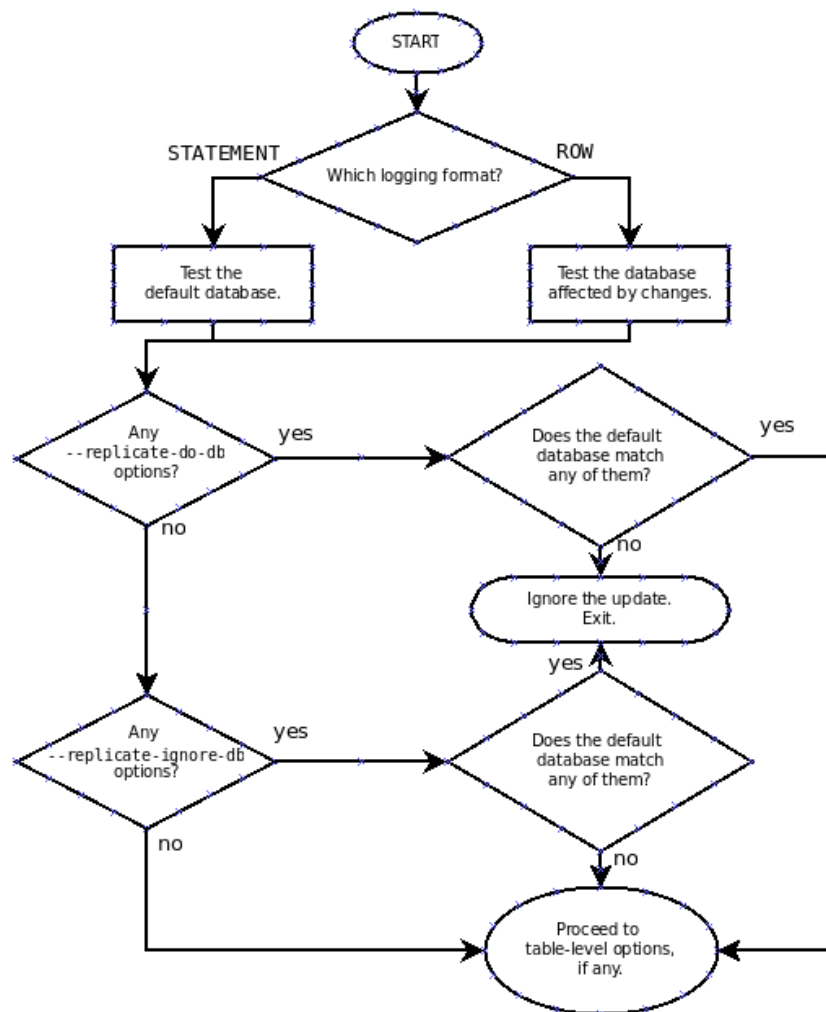 START
STATEMENT
ROW
Which logging format?
Test the
default database.
Test the database
affected by changes.
Any
--replicate-do-db
options?
yes
Does the default
database match
any of them?
yes
no
no
Ignore the update.
Exit.
yes
Any
--replicate-ignore-db
options?
yes
Does the default
database match
any of them?
no
no
Proceed to
table-level options,
if any.